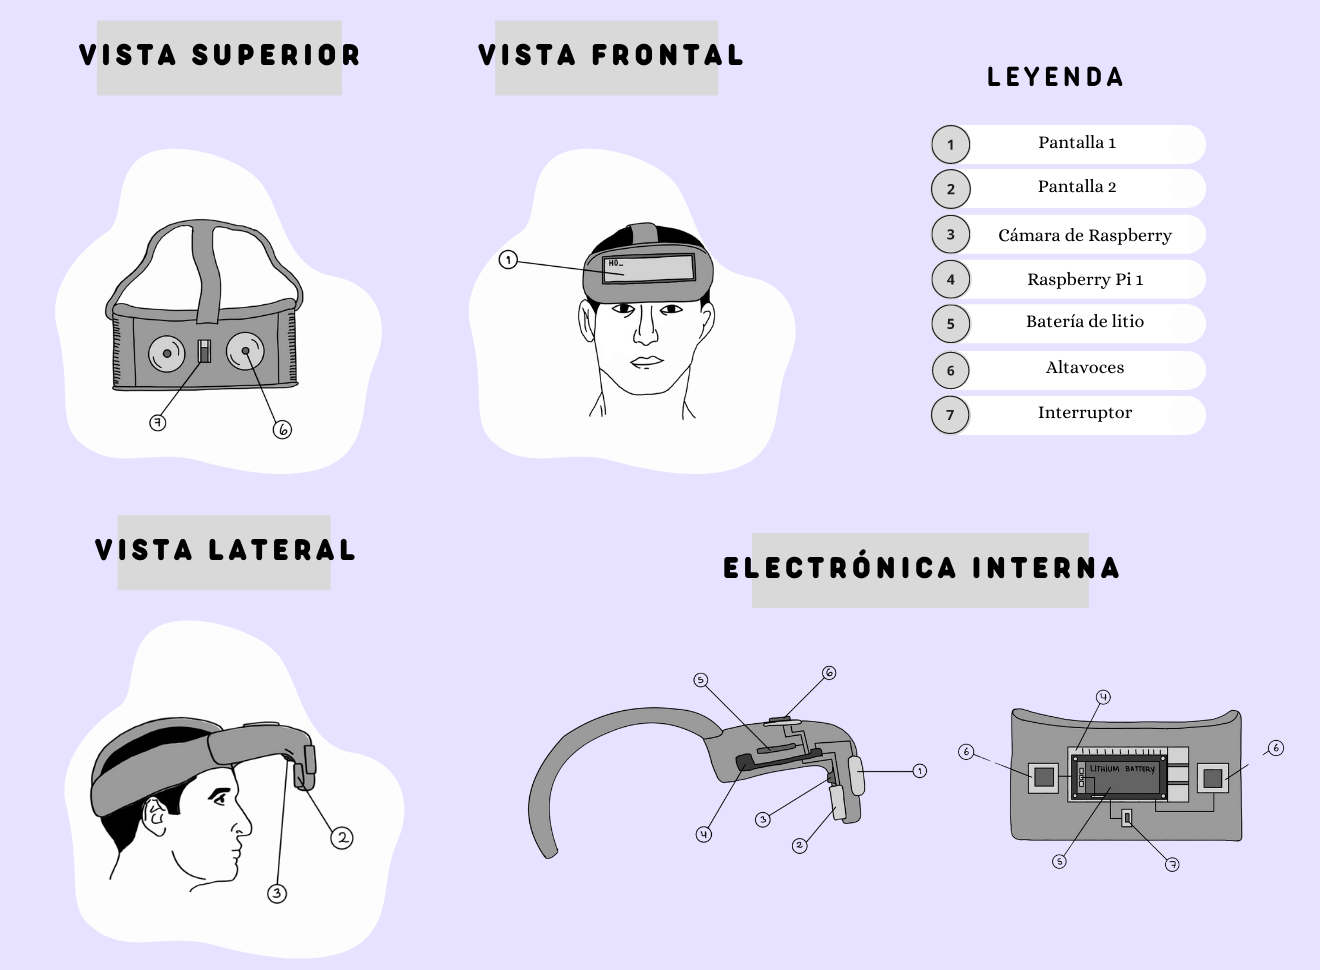 VISTA SUPERIOR
VISTA FRONTAL
LEYENDA
1 Pantalla 1
2 Pantalla 2
3 Cámara de Raspberry
4 Raspberry Pi 1
5 Batería de litio
6 Altavoces
7 Interruptor
7
6
1
HO_
VISTA LATERAL
2
3
ELECTRÓNICA INTERNA
5
6
1
3
4
2
4
6
6
LITHIUM BATTERY
5
7